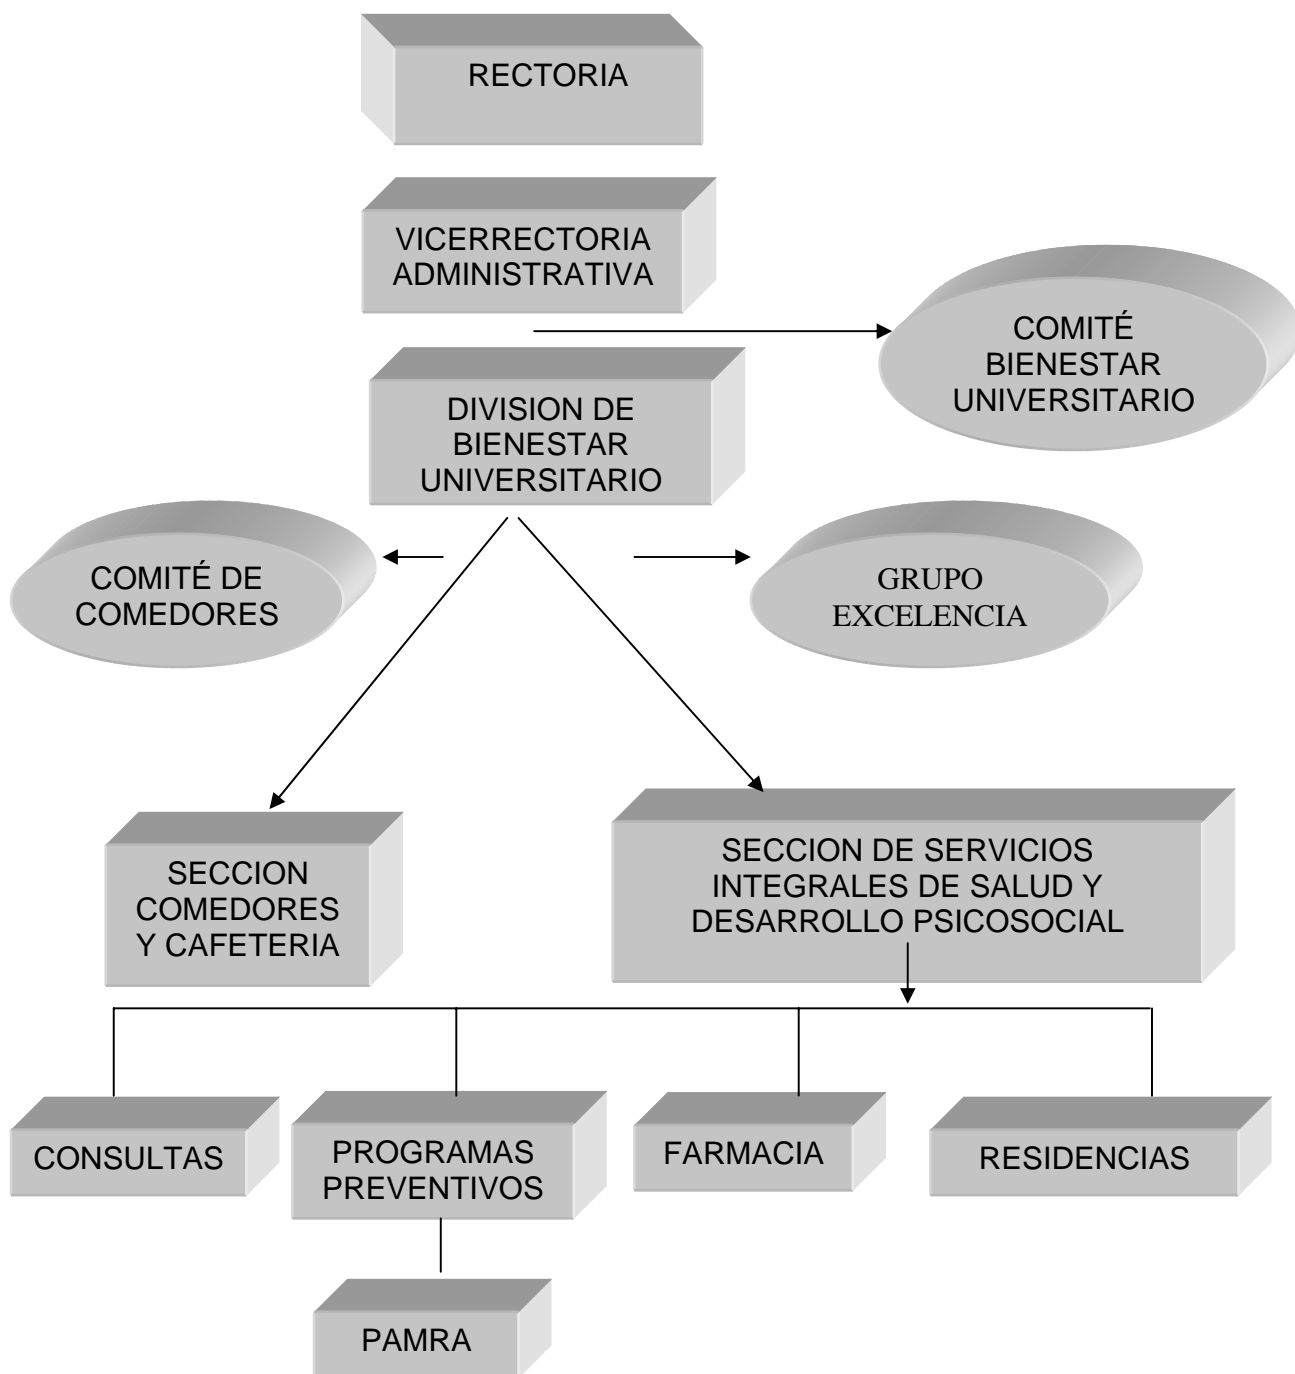 RECTORIA
VICERRECTORIA
ADMINISTRATIVA
COMITÉ
BIENESTAR
UNIVERSITARIO
DIVISION DE
BIENESTAR
UNIVERSITARIO
COMITÉ DE
COMEDORES
GRUPO
EXCELENCIA
SECCION
COMEDORES
Y CAFETERIA
SECCION DE SERVICIOS
INTEGRALES DE SALUD Y
DESARROLLO PSICOSOCIAL
CONSULTAS
PROGRAMAS
PREVENTIVOS
FARMACIA
RESIDENCIAS
PAMRA